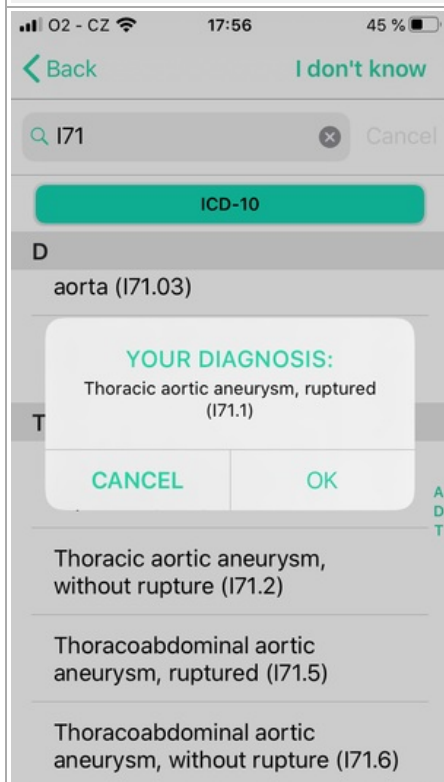 O2 - CZ 17:56 45 %
Back I don't know
I71 Cancel
ICD-10
D
aorta (I71.03)
YOUR DIAGNOSIS:
Thoracic aortic aneurysm, ruptured
(I71.1)
T
CANCEL OK
A
D
T
Thoracic aortic aneurysm,
without rupture (I71.2)
Thoracoabdominal aortic
aneurysm, ruptured (I71.5)
Thoracoabdominal aortic
aneurysm, without rupture (I71.6)